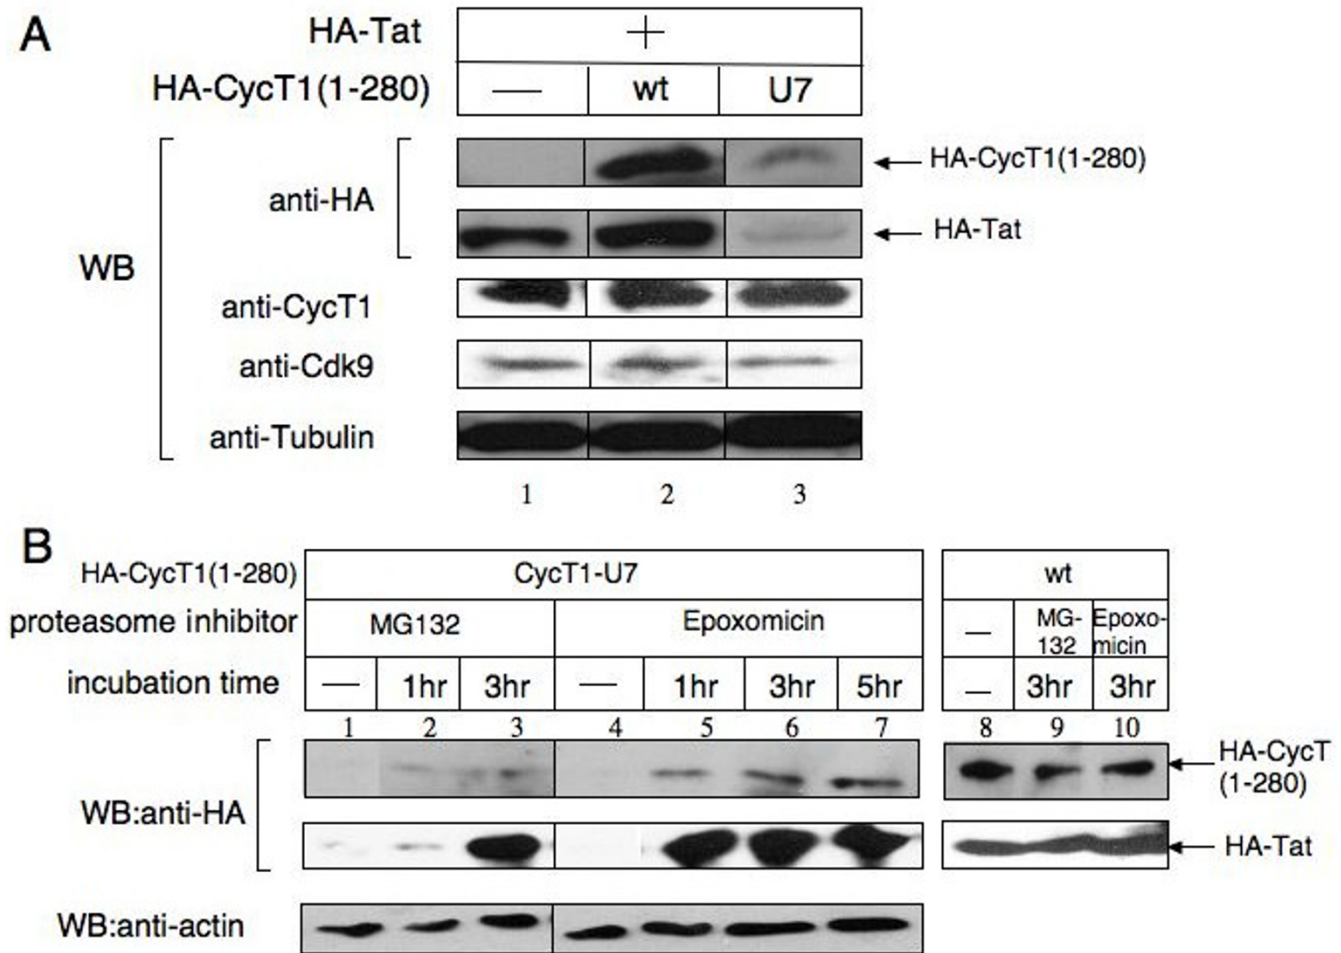 A
HA-Tat +
HA-CycT1(1-280) — wt U7
WB
anti-HA
HA-CycT1(1-280)
HA-Tat
anti-CycT1
anti-Cdk9
anti-Tubulin
1 2 3
B
HA-CycT1(1-280) CycT1-U7 wt
proteasome inhibitor MG132 Epoxomicin — MG-132 Epoxo-micin
incubation time — 1hr 3hr — 1hr 3hr 5hr — 3hr 3hr
1 2 3 4 5 6 7 8 9 10
WB:anti-HA
HA-CycT
(1-280)
HA-Tat
WB:anti-actin